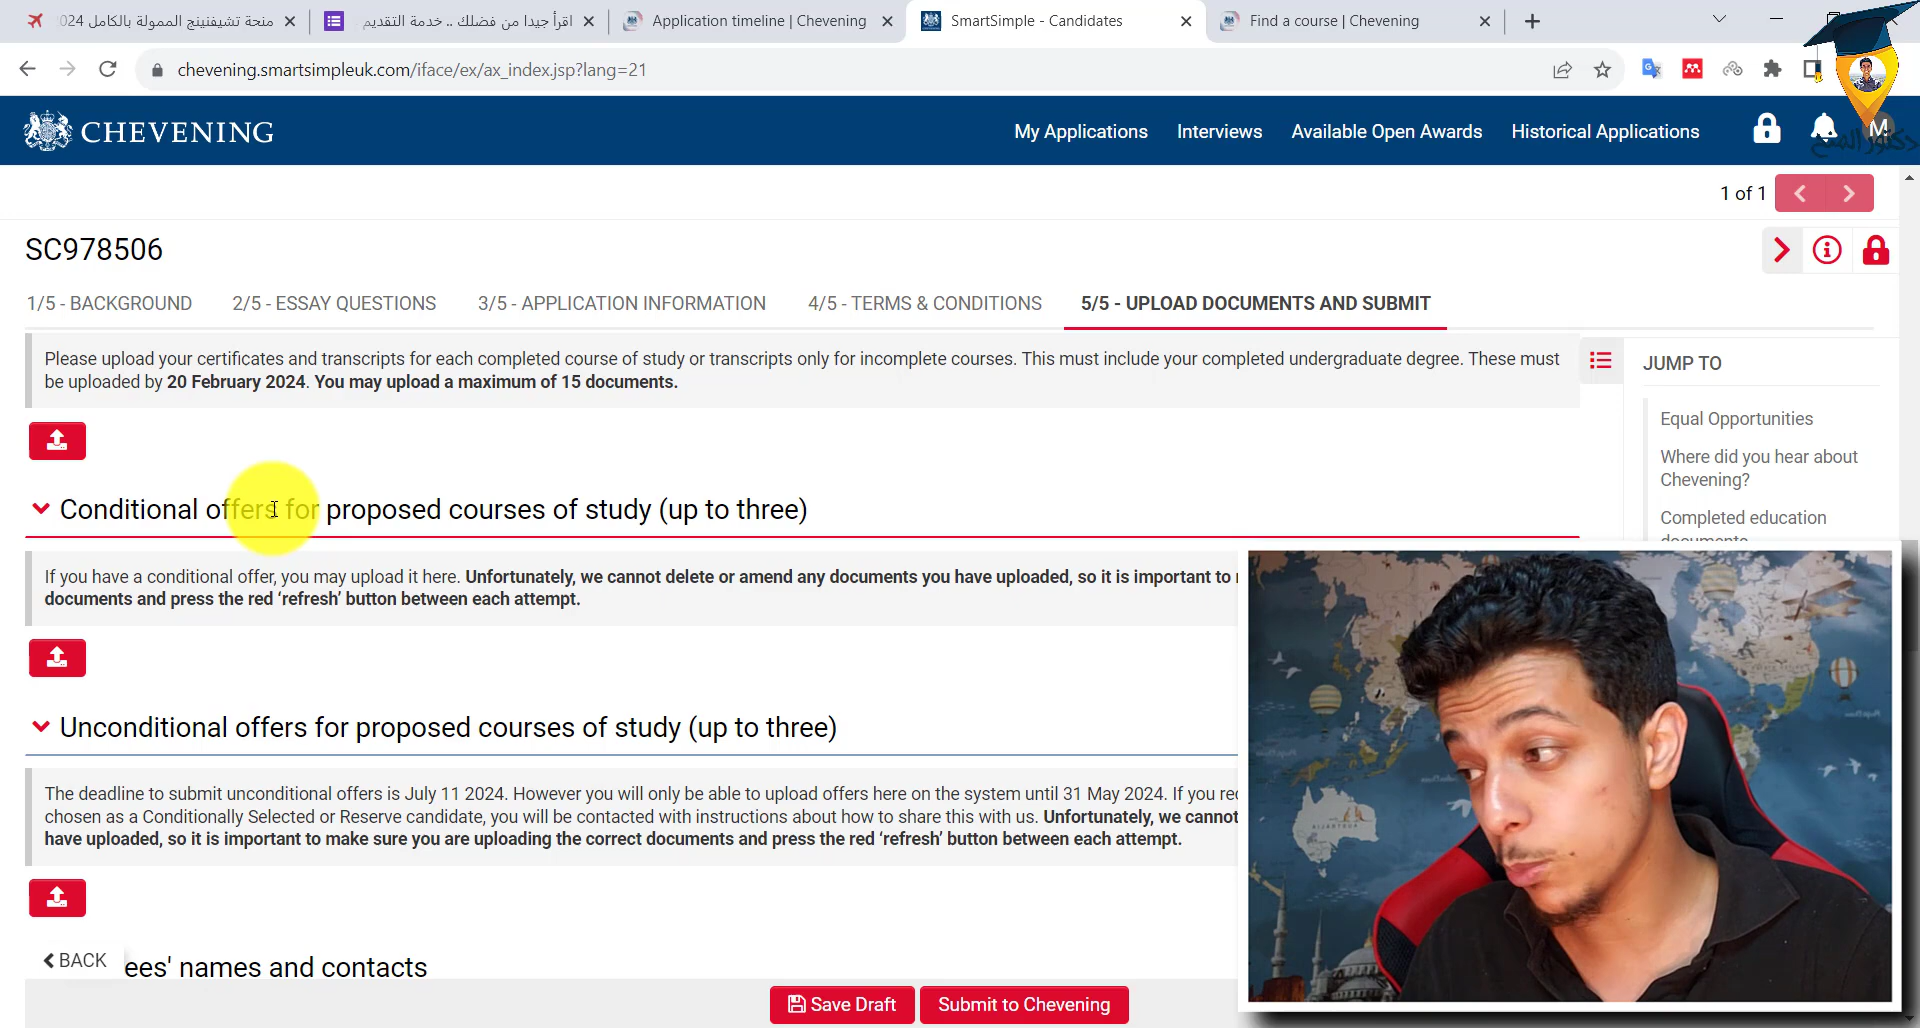 منحة تشيفنينج الممولة بالكامل 024
اقرأ جيدا من فضلك .. خدمة التقديم
Application timeline | Chevening
SmartSimple - Candidates
Find a course | Chevening
chevening.smartsimpleuk.com/iface/ex/ax_index.jsp?lang=21
CHEVENING
My Applications
Interviews
Available Open Awards
Historical Applications
M
دكتور المنح
1 of 1
SC978506
1/5 - BACKGROUND
2/5 - ESSAY QUESTIONS
3/5 - APPLICATION INFORMATION
4/5 - TERMS & CONDITIONS
5/5 - UPLOAD DOCUMENTS AND SUBMIT
Please upload your certificates and transcripts for each completed course of study or transcripts only for incomplete courses. This must include your completed undergraduate degree. These must
be uploaded by 20 February 2024. You may upload a maximum of 15 documents.
JUMP TO
Equal Opportunities
Where did you hear about
Chevening?
Completed education
documents
Conditional offers for proposed courses of study (up to three)
If you have a conditional offer, you may upload it here. Unfortunately, we cannot delete or amend any documents you have uploaded, so it is important to
documents and press the red ‘refresh’ button between each attempt.
Unconditional offers for proposed courses of study (up to three)
The deadline to submit unconditional offers is July 11 2024. However you will only be able to upload offers here on the system until 31 May 2024. If you
chosen as a Conditionally Selected or Reserve candidate, you will be contacted with instructions about how to share this with us. Unfortunately, we cannot
have uploaded, so it is important to make sure you are uploading the correct documents and press the red ‘refresh’ button between each attempt.
BACK
ees' names and contacts
Save Draft
Submit to Chevening